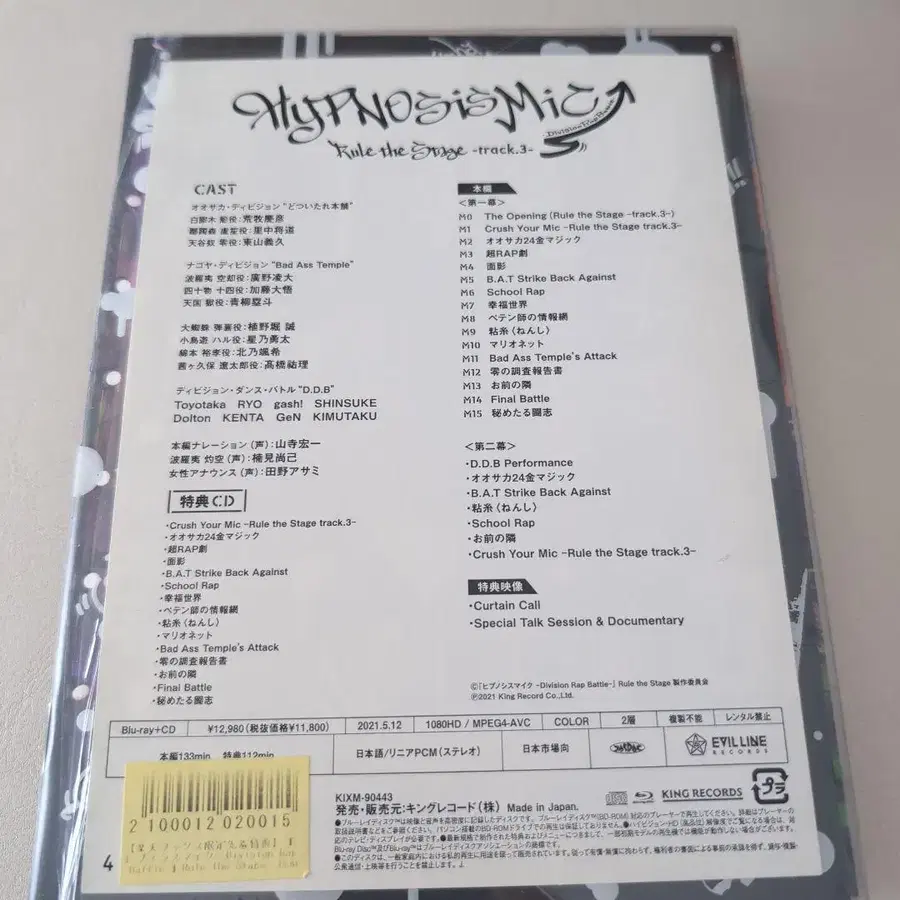 HYPNOSiSMiC
Division Rap Battle
Rule the Stage -track.3-
CAST
オオサカ・ディビジョン"どついたれ本舗"
白膠木 簓役：荒牧慶彦
躑躅森 盧笙役：里中将道
天谷奴 零役：東山義久
ナゴヤ・ディビジョン"Bad Ass Temple"
波羅夷 空却役：廣野凌大
四十物 十四役：加藤大悟
天国 獄役：青柳塁斗
大蜘蛛 弾襄役：植野堀 誠
小鳥遊 ハル役：星乃勇太
綿本 裕孝役：北乃颯希
茜ヶ久保 遼太郎役：高橋祐理
ディビジョン・ダンス・バトル"D.D.B"
Toyotaka RYO gash! SHINSUKE
Dolton KENTA GeN KIMUTAKU
本編ナレーション（声）：山寺宏一
波羅夷 灼空（声）：楠見尚己
女性アナウンス（声）：田野アサミ
特典CD
・Crush Your Mic -Rule the Stage track.3-
・オオサカ24金マジック
・超RAP劇
・面影
・B.A.T Strike Back Against
・School Rap
・幸福世界
・ペテン師の情報網
・粘糸（ねんし）
・マリオネット
・Bad Ass Temple's Attack
・零の調査報告書
・お前の隣
・Final Battle
・秘めたる闘志
本編
＜第一幕＞
M0 The Opening (Rule the Stage -track.3-)
M1 Crush Your Mic -Rule the Stage track.3-
M2 オオサカ24金マジック
M3 超RAP劇
M4 面影
M5 B.A.T Strike Back Against
M6 School Rap
M7 幸福世界
M8 ペテン師の情報網
M9 粘糸（ねんし）
M10 マリオネット
M11 Bad Ass Temple's Attack
M12 零の調査報告書
M13 お前の隣
M14 Final Battle
M15 秘めたる闘志
＜第二幕＞
・D.D.B Performance
・オオサカ24金マジック
・B.A.T Strike Back Against
・粘糸（ねんし）
・School Rap
・お前の隣
・Crush Your Mic -Rule the Stage track.3-
特典映像
・Curtain Call
・Special Talk Session & Documentary
©『ヒプノシスマイク -Division Rap Battle-』Rule the Stage 製作委員会
℗2021 King Record Co.,Ltd.
Blu-ray+CD ¥12,980(税抜価格¥11,800) 2021.5.12 1080HD / MPEG4-AVC COLOR 2層 複製不能 レンタル禁止
本編133min 特典112min 日本語/リニアPCM(ステレオ) 日本市場向 EVILLINE RECORDS
KIXM-90443
発売・販売元：キングレコード(株) Made in Japan.
KING RECORDS
プラ
2 100012 020015
4